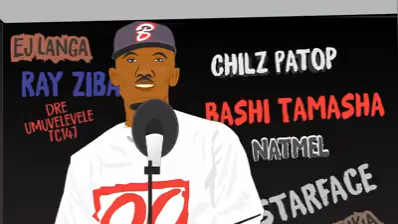 EJ LANGA
CHILZ PATOP
RAY ZIBA
BASHI TAMASHA
DRE
UMUVELEVELE
TC147
NATMEL
STARFACE